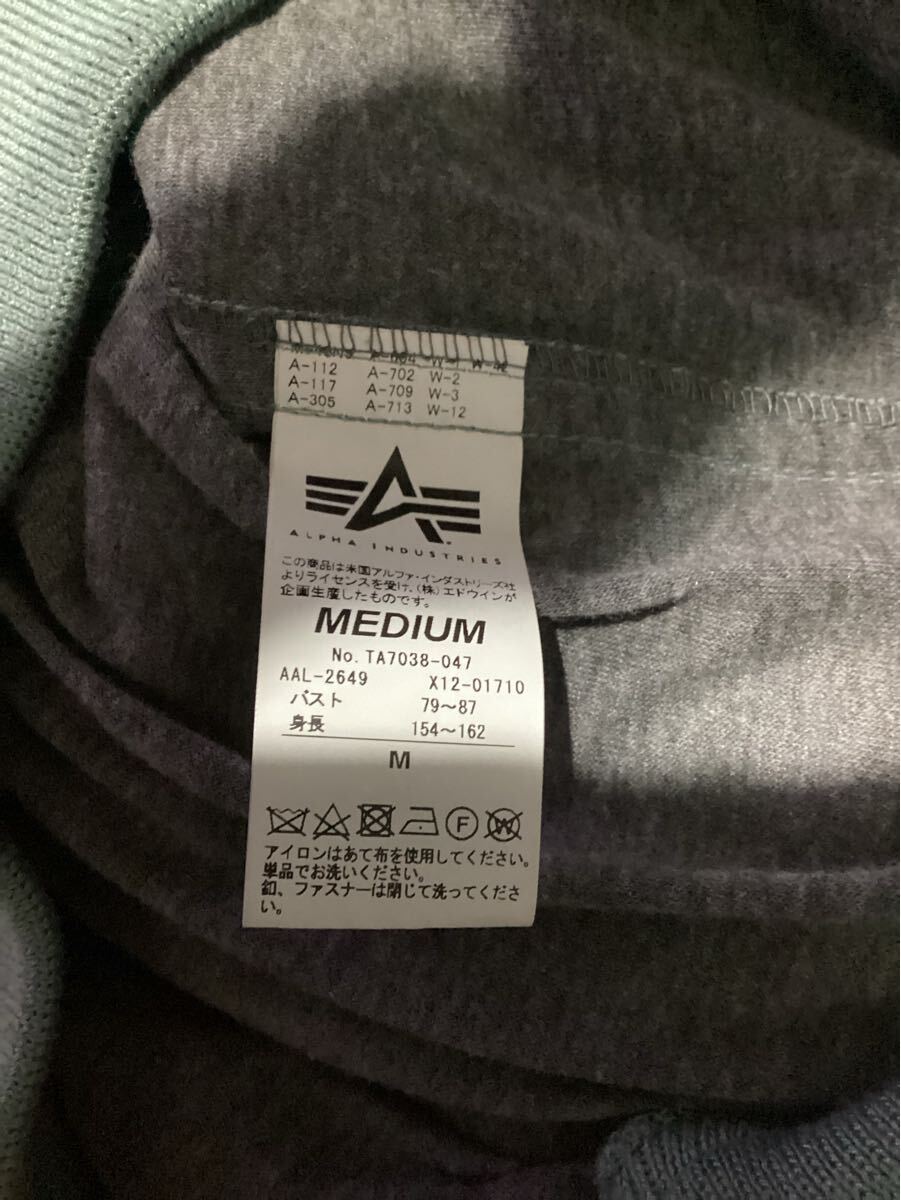 A-112 A-702 W-2
A-117 A-709 W-3
A-305 A-713 W-12
ALPHA INDUSTRIES
この商品は米国アルファ・インダストリーズ社
よりライセンスを受け、(株)エドウインが
企画生産したものです。
MEDIUM
No. TA7038-047
AAL-2649 X12-01710
バスト 79〜87
身長 154〜162
M
F W
アイロンはあて布を使用してください。
単品でお洗いください。
釦、ファスナーは閉じて洗ってくださ
い。